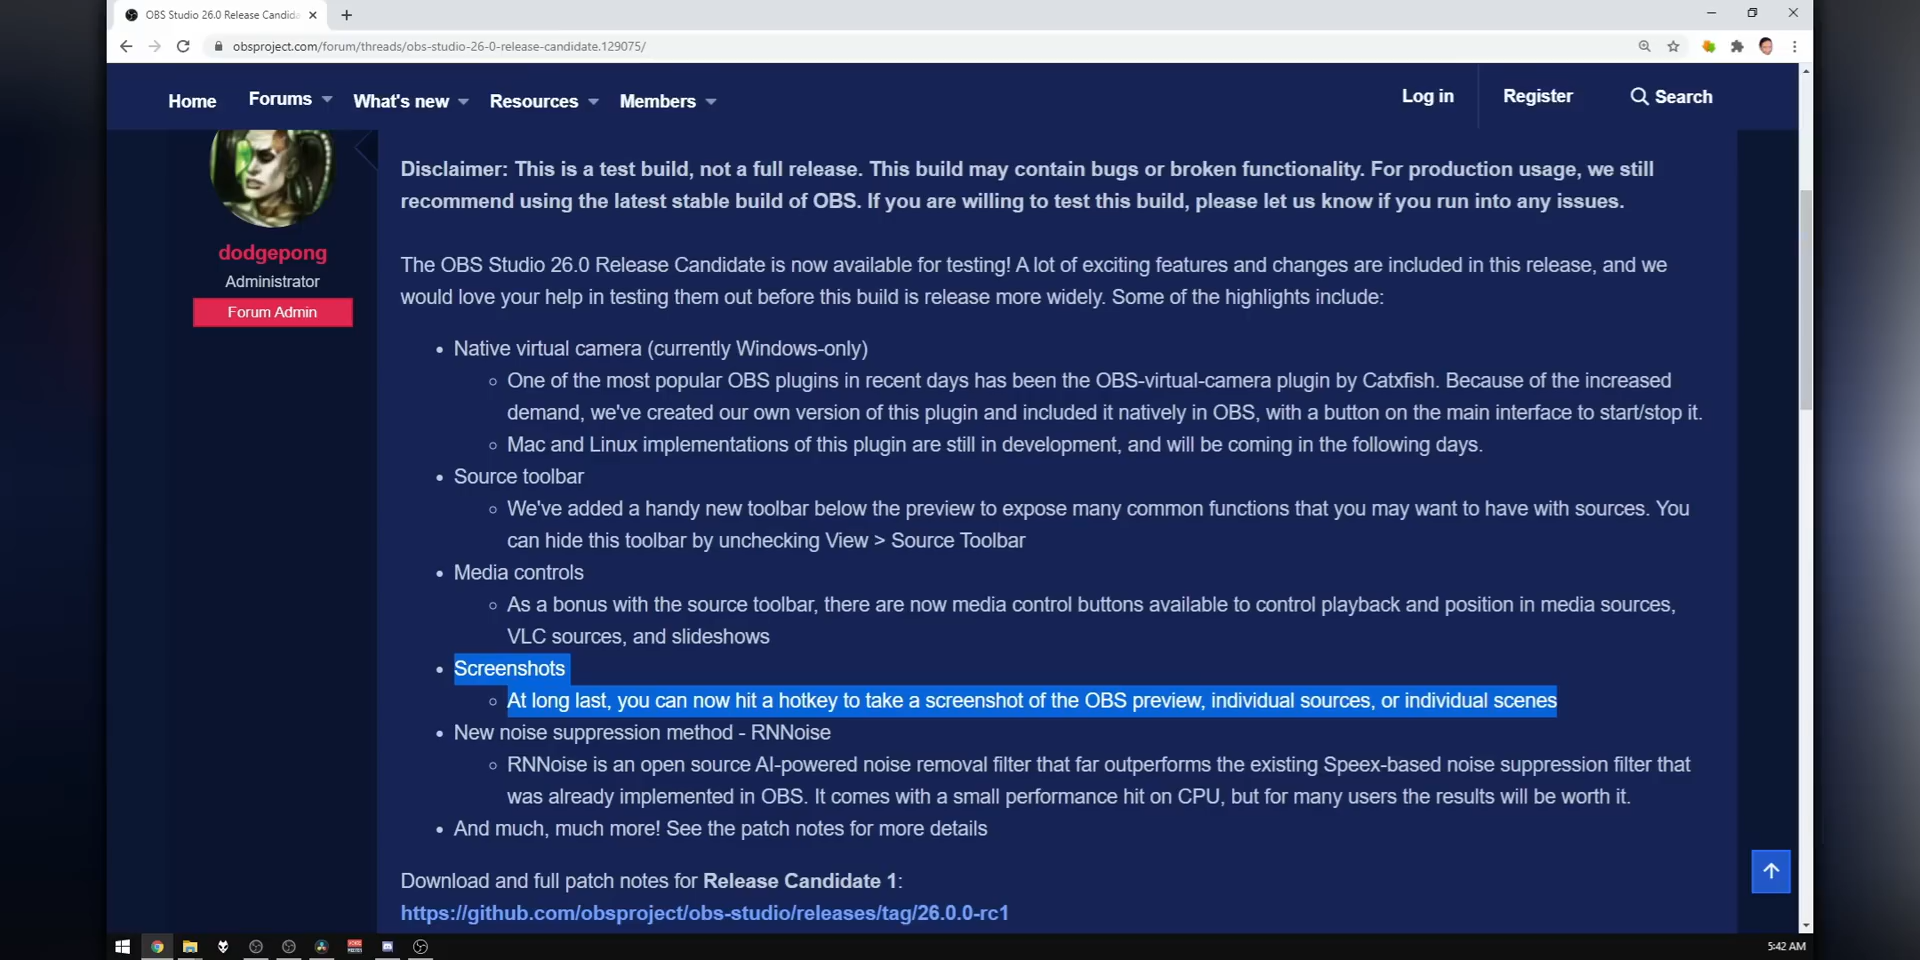 OBS Studio 26.0 Release Candida
obsproject.com/forum/threads/obs-studio-26-0-release-candidate.129075/
Home Forums What's new Resources Members Log in Register Search
dodgepong
Administrator
Forum Admin
Disclaimer: This is a test build, not a full release. This build may contain bugs or broken functionality. For production usage, we still
recommend using the latest stable build of OBS. If you are willing to test this build, please let us know if you run into any issues.
The OBS Studio 26.0 Release Candidate is now available for testing! A lot of exciting features and changes are included in this release, and we
would love your help in testing them out before this build is release more widely. Some of the highlights include:
• Native virtual camera (currently Windows-only)
◦ One of the most popular OBS plugins in recent days has been the OBS-virtual-camera plugin by Catxfish. Because of the increased
demand, we've created our own version of this plugin and included it natively in OBS, with a button on the main interface to start/stop it.
◦ Mac and Linux implementations of this plugin are still in development, and will be coming in the following days.
• Source toolbar
◦ We've added a handy new toolbar below the preview to expose many common functions that you may want to have with sources. You
can hide this toolbar by unchecking View > Source Toolbar
• Media controls
◦ As a bonus with the source toolbar, there are now media control buttons available to control playback and position in media sources,
VLC sources, and slideshows
• Screenshots
◦ At long last, you can now hit a hotkey to take a screenshot of the OBS preview, individual sources, or individual scenes
• New noise suppression method - RNNoise
◦ RNNoise is an open source AI-powered noise removal filter that far outperforms the existing Speex-based noise suppression filter that
was already implemented in OBS. It comes with a small performance hit on CPU, but for many users the results will be worth it.
• And much, much more! See the patch notes for more details
Download and full patch notes for Release Candidate 1:
https://github.com/obsproject/obs-studio/releases/tag/26.0.0-rc1
5:42 AM